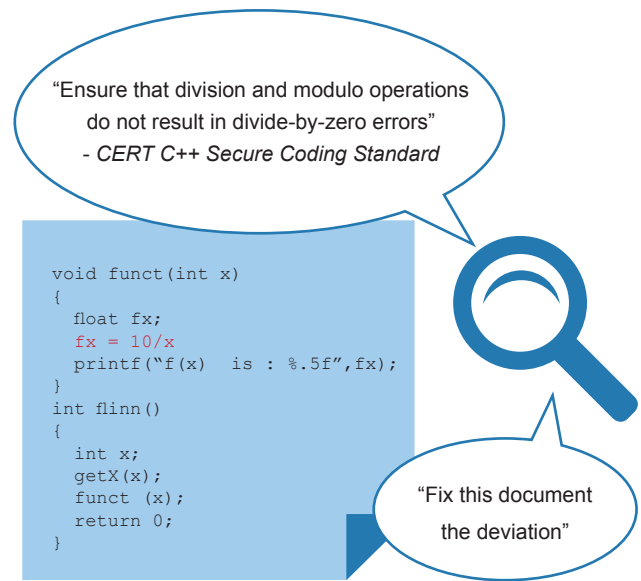 “Ensure that division and modulo operations
do not result in divide-by-zero errors”
- CERT C++ Secure Coding Standard
void funct(int x)
{
float fx;
fx = 10/x
printf(“f(x) is : %.5f”,fx);
}
int flinn()
{
int x;
getX(x);
funct (x);
return 0;
}
“Fix this document
the deviation”